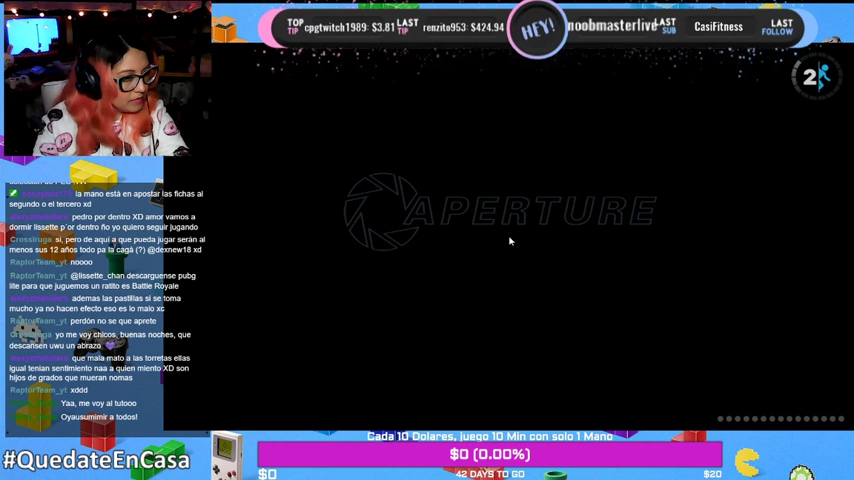 TOP
TIP
cpgtwitch1989: $3.81
LAST
TIP
renzito953: $424.94
HEY!
noobmasterlive
LAST
SUB
CasiFitness
LAST
FOLLOW
2
APERTURE
la mano está en apostar las fichas al
segundo o el tercero xd
pedro por dentro XD amor vamos a
dormir lissette p´or dentro ño yo quiero seguir jugando
si, pero de aquí a que pueda jugar serán al
menos sus 12 años todo pa la cagá (?) @dexnew18 xd
RaptorTeam_yt noooo
RaptorTeam_yt @lissette_chan descarguense pubg
lite para que juguemos un ratito es Battle Royale
ademas las pastillas si se toma
mucho ya no hacen efecto eso es lo malo xc
RaptorTeam_yt perdón no se que aprete
yo me voy chicos, buenas noches, que
descansen uwu un abrazo
que mala mato a las torretas ellas
igual tenian sentimiento naa a quien miento XD son
hijos de grados que mueran nomas
RaptorTeam_yt xddd
Yaa, me voy al tutooo
Oyausumimir a todos!
#QuedateEnCasa
Cada 10 Dolares, juego 10 Min con solo 1 Mano
$0 (0.00%)
$0
42 DAYS TO GO
$20